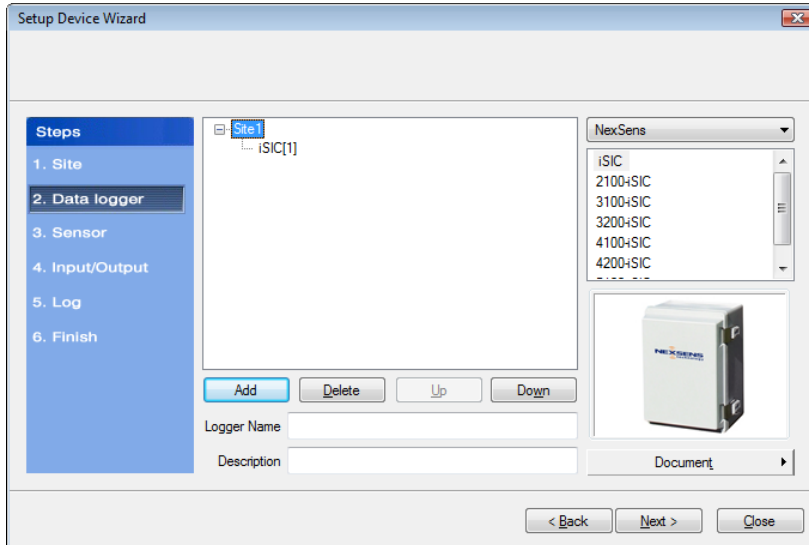 Setup Device Wizard
Steps
1. Site
2. Data logger
3. Sensor
4. Input/Output
5. Log
6. Finish
Site1
iSIC[1]
Add
Delete
Up
Down
Logger Name
Description
NexSens
iSIC
2100-iSIC
3100-iSIC
3200-iSIC
4100-iSIC
4200-iSIC
NEXSENS
Document
< Back
Next >
Close